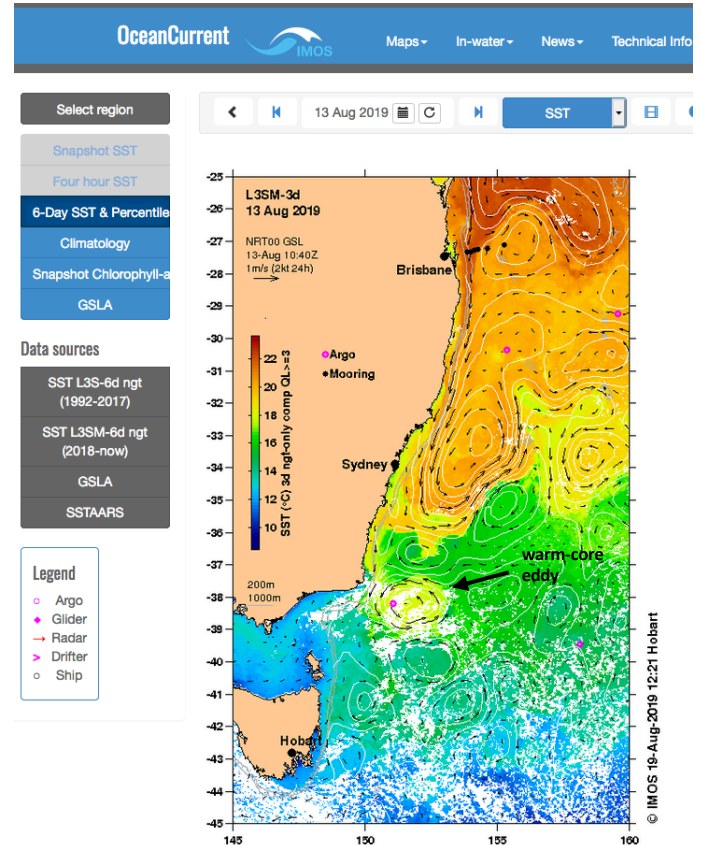 OceanCurrent
IMOS
Maps
In-water
News
Technical Info
Select region
13 Aug 2019
SST
Snapshot SST
Four hour SST
6-Day SST & Percentile
Climatology
Snapshot Chlorophyll-a
GSLA
Data sources
SST L3S-6d ngt
(1992-2017)
SST L3SM-6d ngt
(2018-now)
GSLA
SSTAARS
Legend
Argo
Glider
Radar
Drifter
Ship
L3SM-3d
13 Aug 2019
NRT00 GSL
13-Aug 10:40Z
1m/s (2kt 24h)
Brisbane
Argo
Mooring
SST (°C) 3d ngt-only comp QL>=3
22
20
18
16
14
12
10
Sydney
warm-core
eddy
200m
1000m
Hobart
-25
-26
-27
-28
-29
-30
-31
-32
-33
-34
-35
-36
-37
-38
-39
-40
-41
-42
-43
-44
-45
145
150
155
160
© IMOS 19-Aug-2019 12:21 Hobart